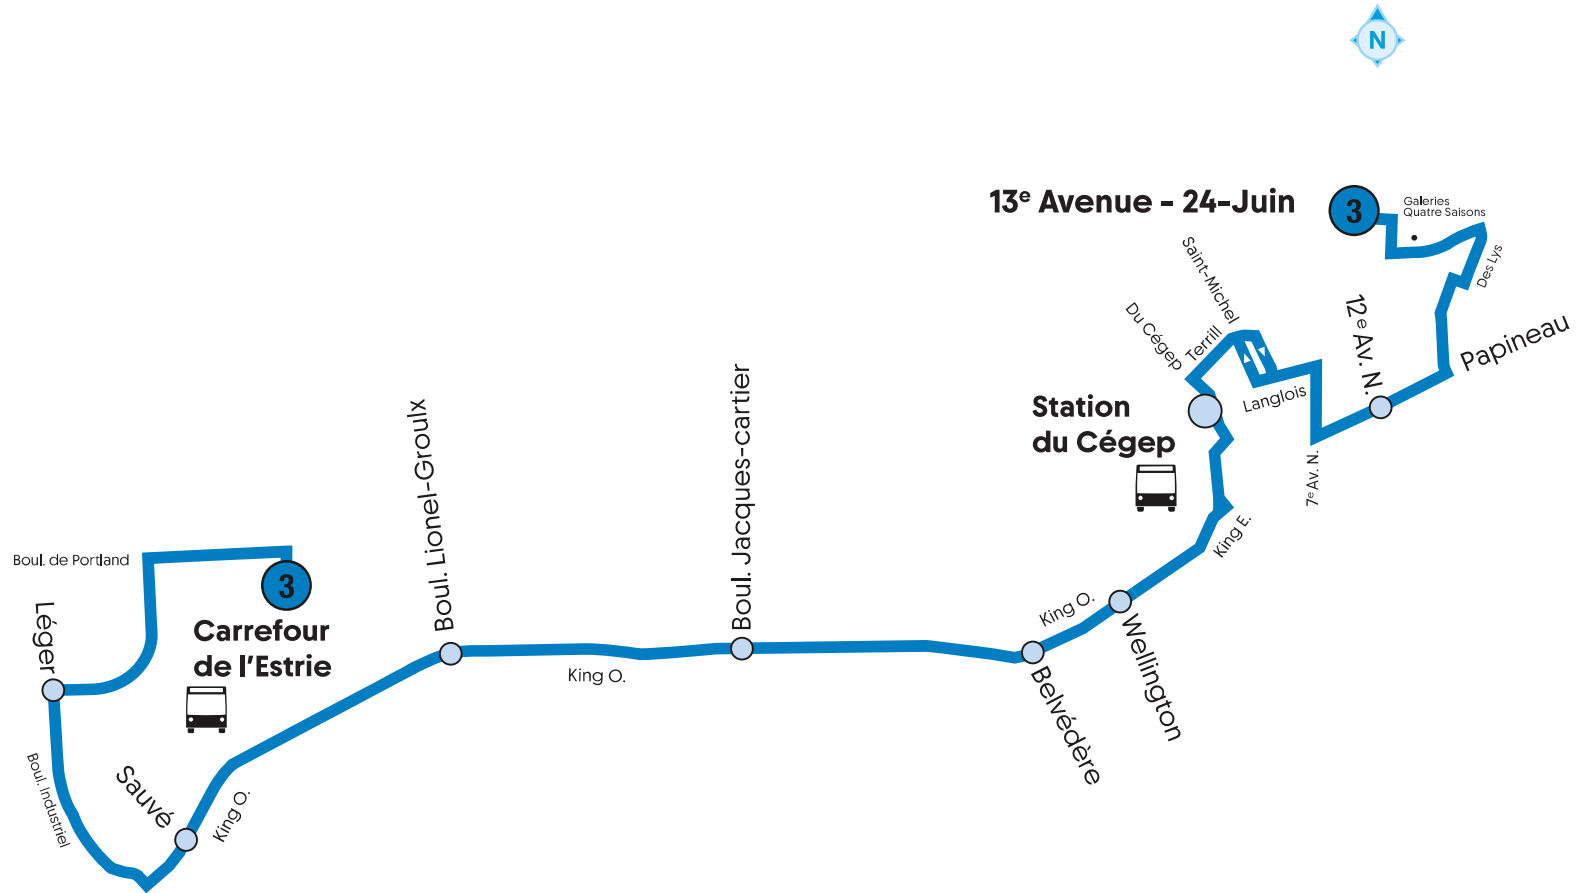 N
13e Avenue - 24-Juin
3
Galeries
Quatre Saisons
Des Lys
Saint-Michel
Du Cégep
Terrill
12e Av. N.
Papineau
Langlois
Station
du Cégep
7e Av. N.
King E.
Boul. Jacques-cartier
Boul. Lionel-Groulx
Boul. de Portland
3
Léger
Carrefour
de l'Estrie
King O.
Wellington
King O.
Belvédère
Sauvé
King O.
Boul. Industriel